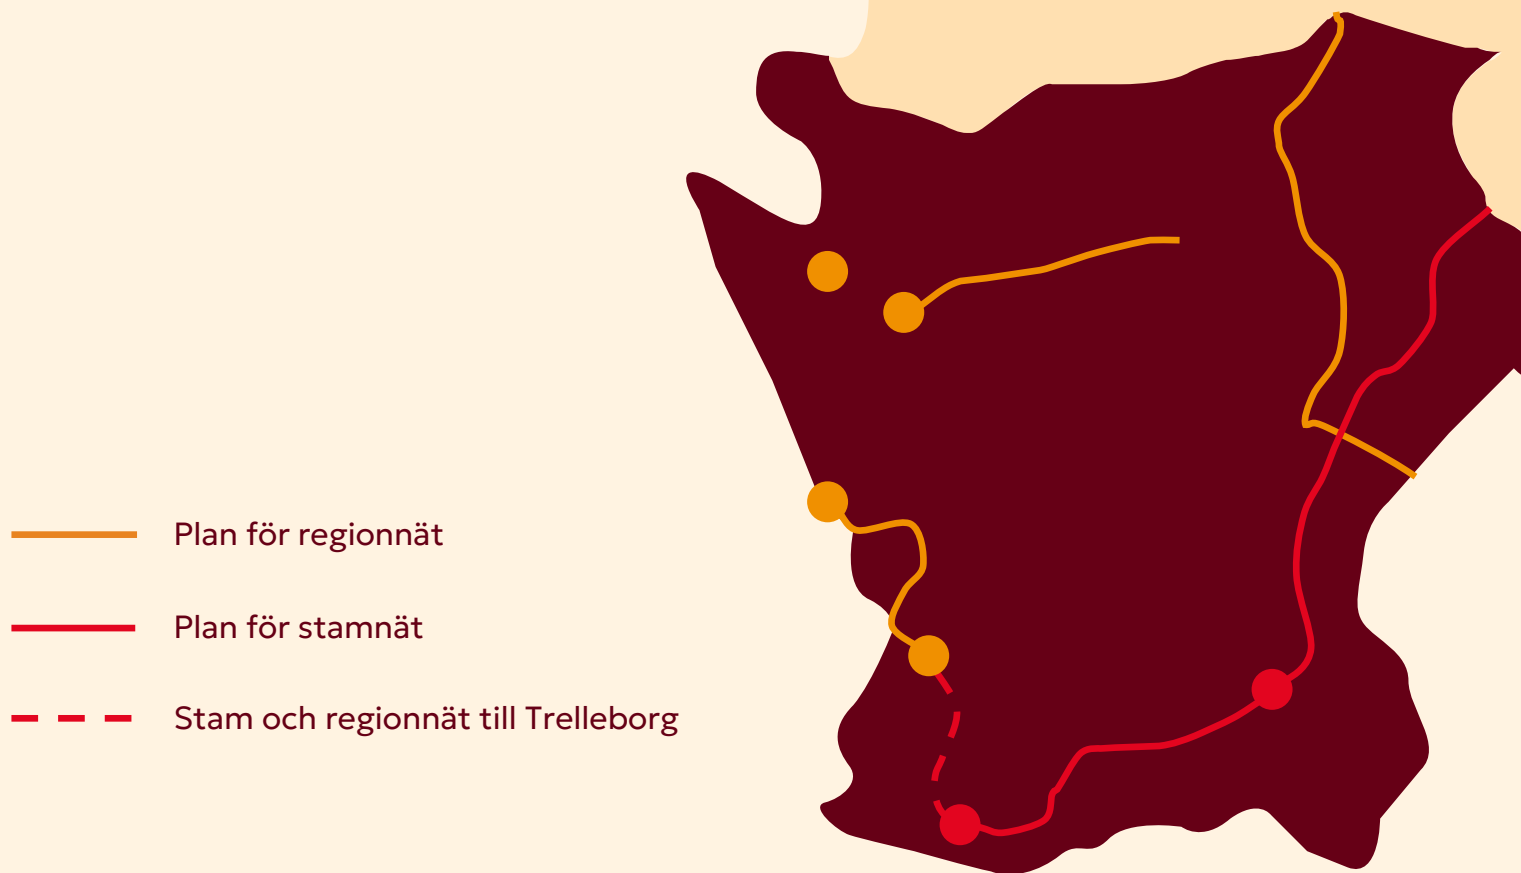 Plan för regionnät
Plan för stamnät
Stam och regionnät till Trelleborg